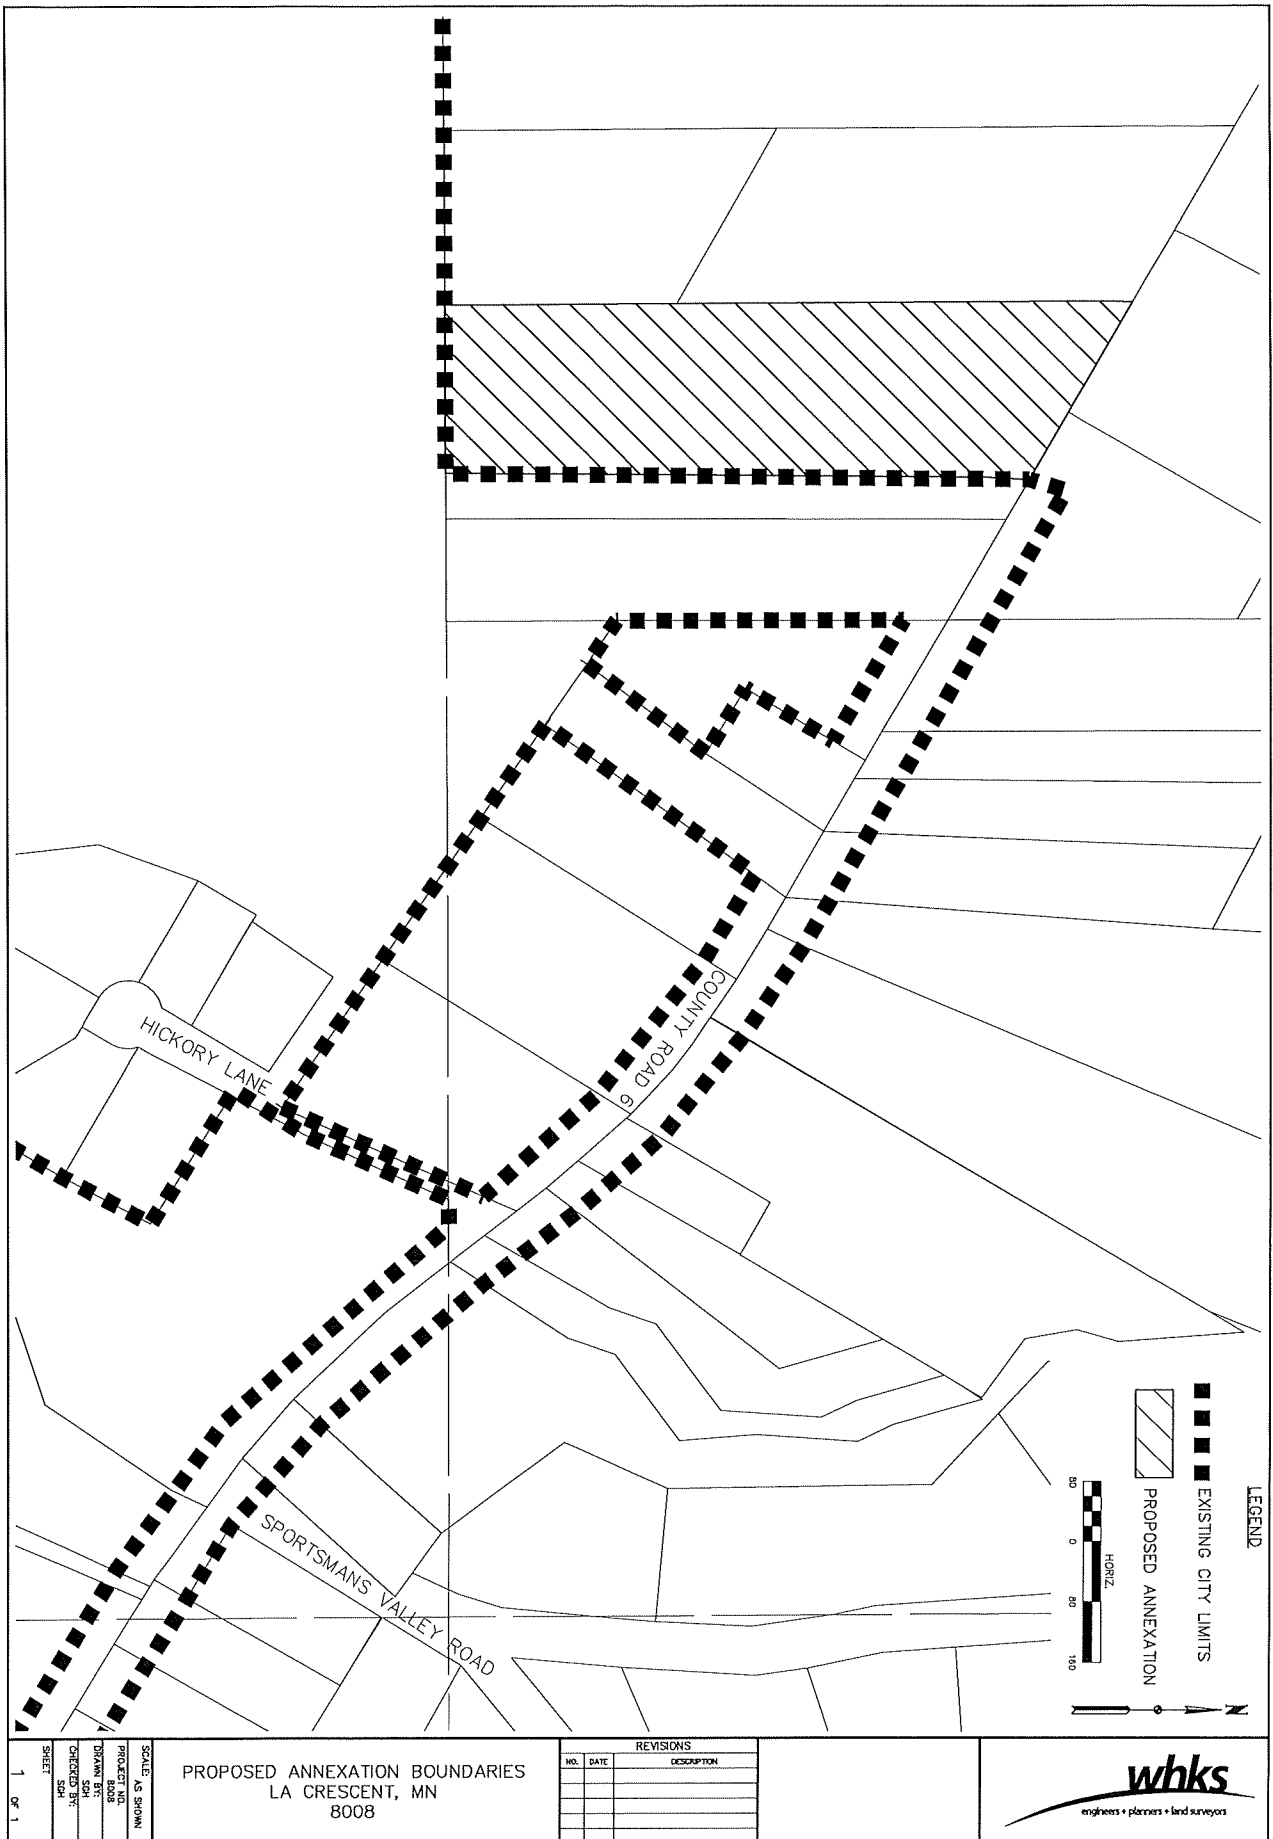 COUNTY ROAD 6
HICKORY LANE
SPORTSMANS VALLEY ROAD
LEGEND
EXISTING CITY LIMITS
PROPOSED ANNEXATION
HORIZ.
80 0 80 160
N
SCALE: AS SHOWN
PROJECT NO. 8008
DRAWN BY: SGH
CHECKED BY: SGH
SHEET
1 OF 1
PROPOSED ANNEXATION BOUNDARIES
LA CRESCENT, MN
8008
REVISIONS
NO. DATE DESCRIPTION
whks
engineers + planners + land surveyors